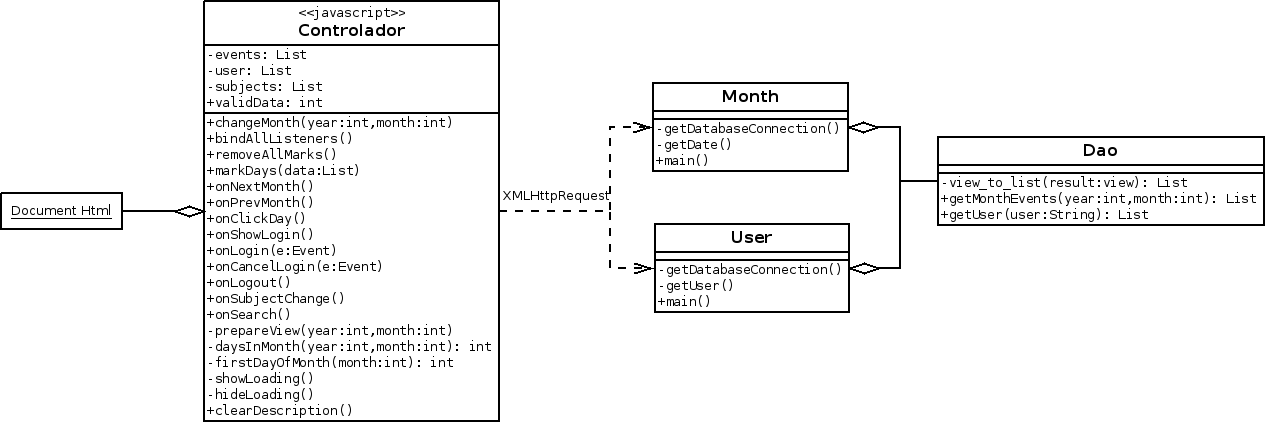 Document Html
<<javascript>>
Controlador
-events: List
-user: List
-subjects: List
+validData: int
+changeMonth(year:int,month:int)
+bindAllListeners()
+removeAllMarks()
+markDays(data:List)
+onNextMonth()
+onPrevMonth()
+onClickDay()
+onShowLogin()
+onLogin(e:Event)
+onCancelLogin(e:Event)
+onLogout()
+onSubjectChange()
+onSearch()
-prepareView(year:int,month:int)
-daysInMonth(year:int,month:int): int
-firstDayOfMonth(month:int): int
-showLoading()
-hideLoading()
+clearDescription()
XMLHttpRequest
Month
-getDatabaseConnection()
-getDate()
+main()
User
-getDatabaseConnection()
-getUser()
+main()
Dao
-view_to_list(result:view): List
+getMonthEvents(year:int,month:int): List
+getUser(user:String): List